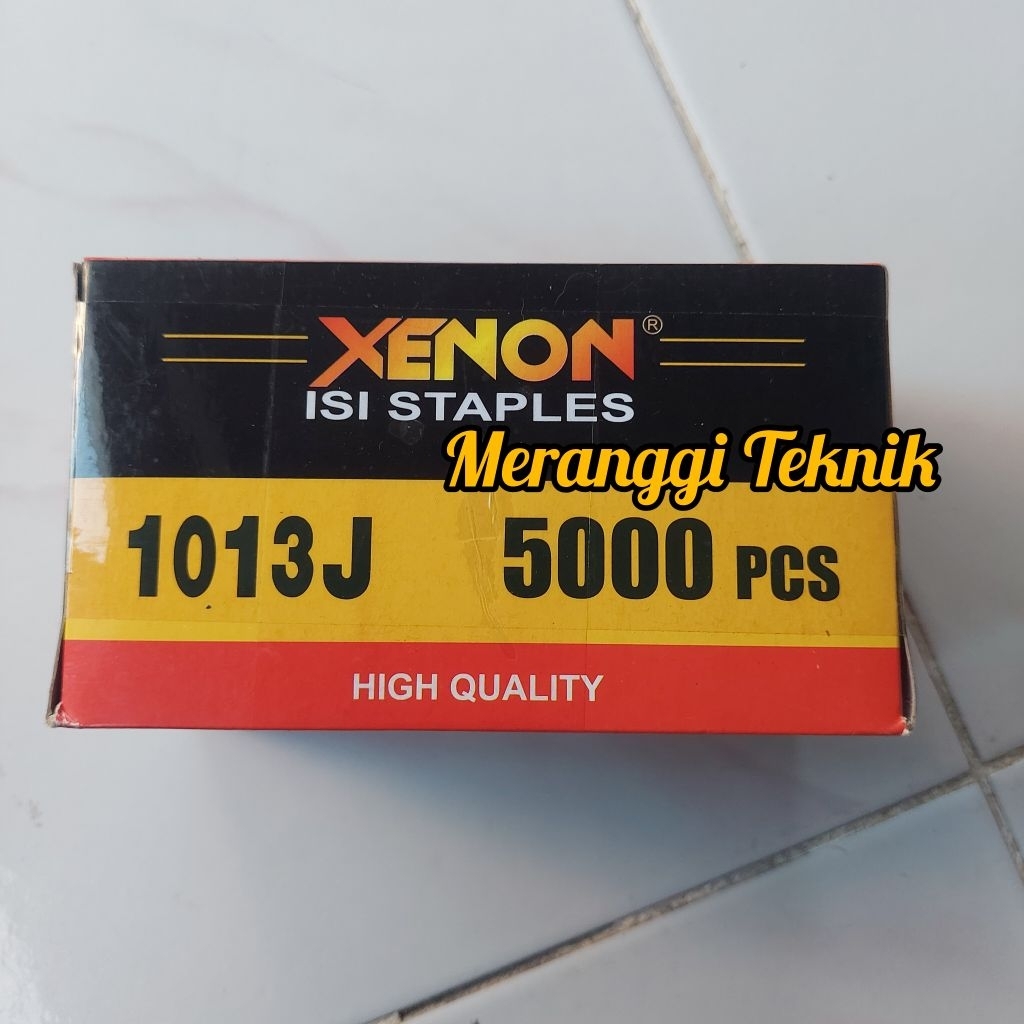 XENON®
ISI STAPLES
Meranggi Teknik
1013J 5000 PCS
HIGH QUALITY